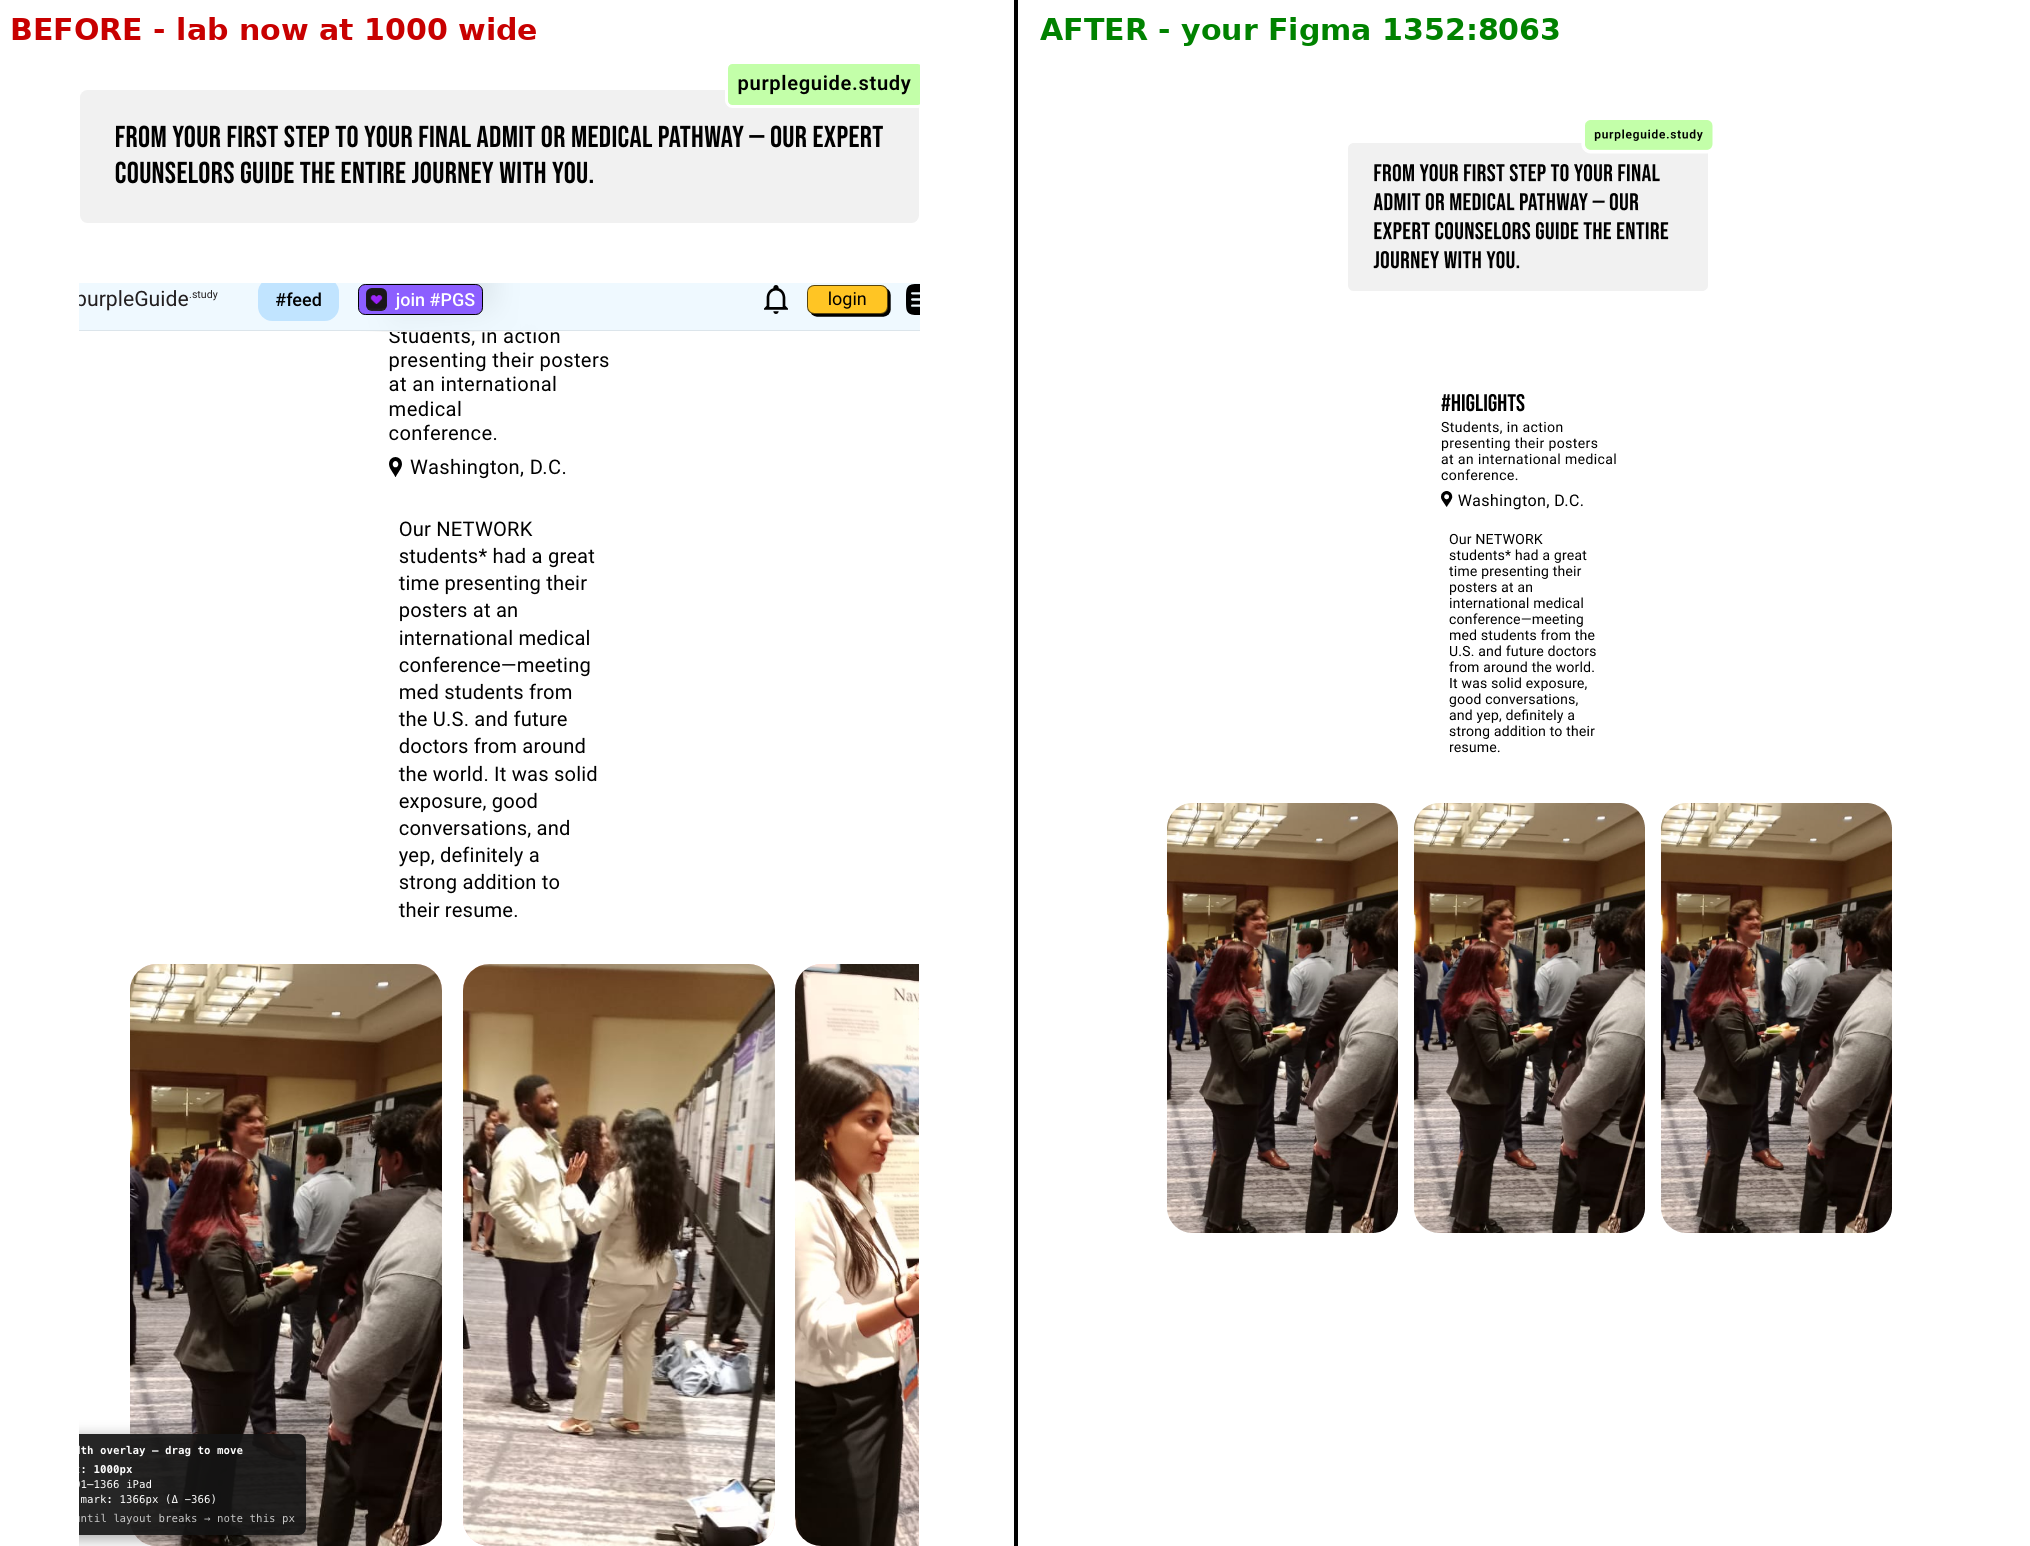 BEFORE - lab now at 1000 wide
purpleguide.study
FROM YOUR FIRST STEP TO YOUR FINAL ADMIT OR MEDICAL PATHWAY – OUR EXPERT
COUNSELORS GUIDE THE ENTIRE JOURNEY WITH YOU.
purpleGuide.study
#feed
join #PGS
login
Students, in action
presenting their posters
at an international
medical
conference.
Washington, D.C.
Our NETWORK
students* had a great
time presenting their
posters at an
international medical
conference—meeting
med students from
the U.S. and future
doctors from around
the world. It was solid
exposure, good
conversations, and
yep, definitely a
strong addition to
their resume.
overlay — drag to move
: 1000px
–1366 iPad
mark: 1366px (Δ −366)
until layout breaks → note this px
AFTER - your Figma 1352:8063
purpleguide.study
FROM YOUR FIRST STEP TO YOUR FINAL
ADMIT OR MEDICAL PATHWAY – OUR
EXPERT COUNSELORS GUIDE THE ENTIRE
JOURNEY WITH YOU.
#HIGLIGHTS
Students, in action
presenting their posters
at an international medical
conference.
Washington, D.C.
Our NETWORK
students* had a great
time presenting their
posters at an
international medical
conference—meeting
med students from the
U.S. and future doctors
from around the world.
It was solid exposure,
good conversations,
and yep, definitely a
strong addition to their
resume.